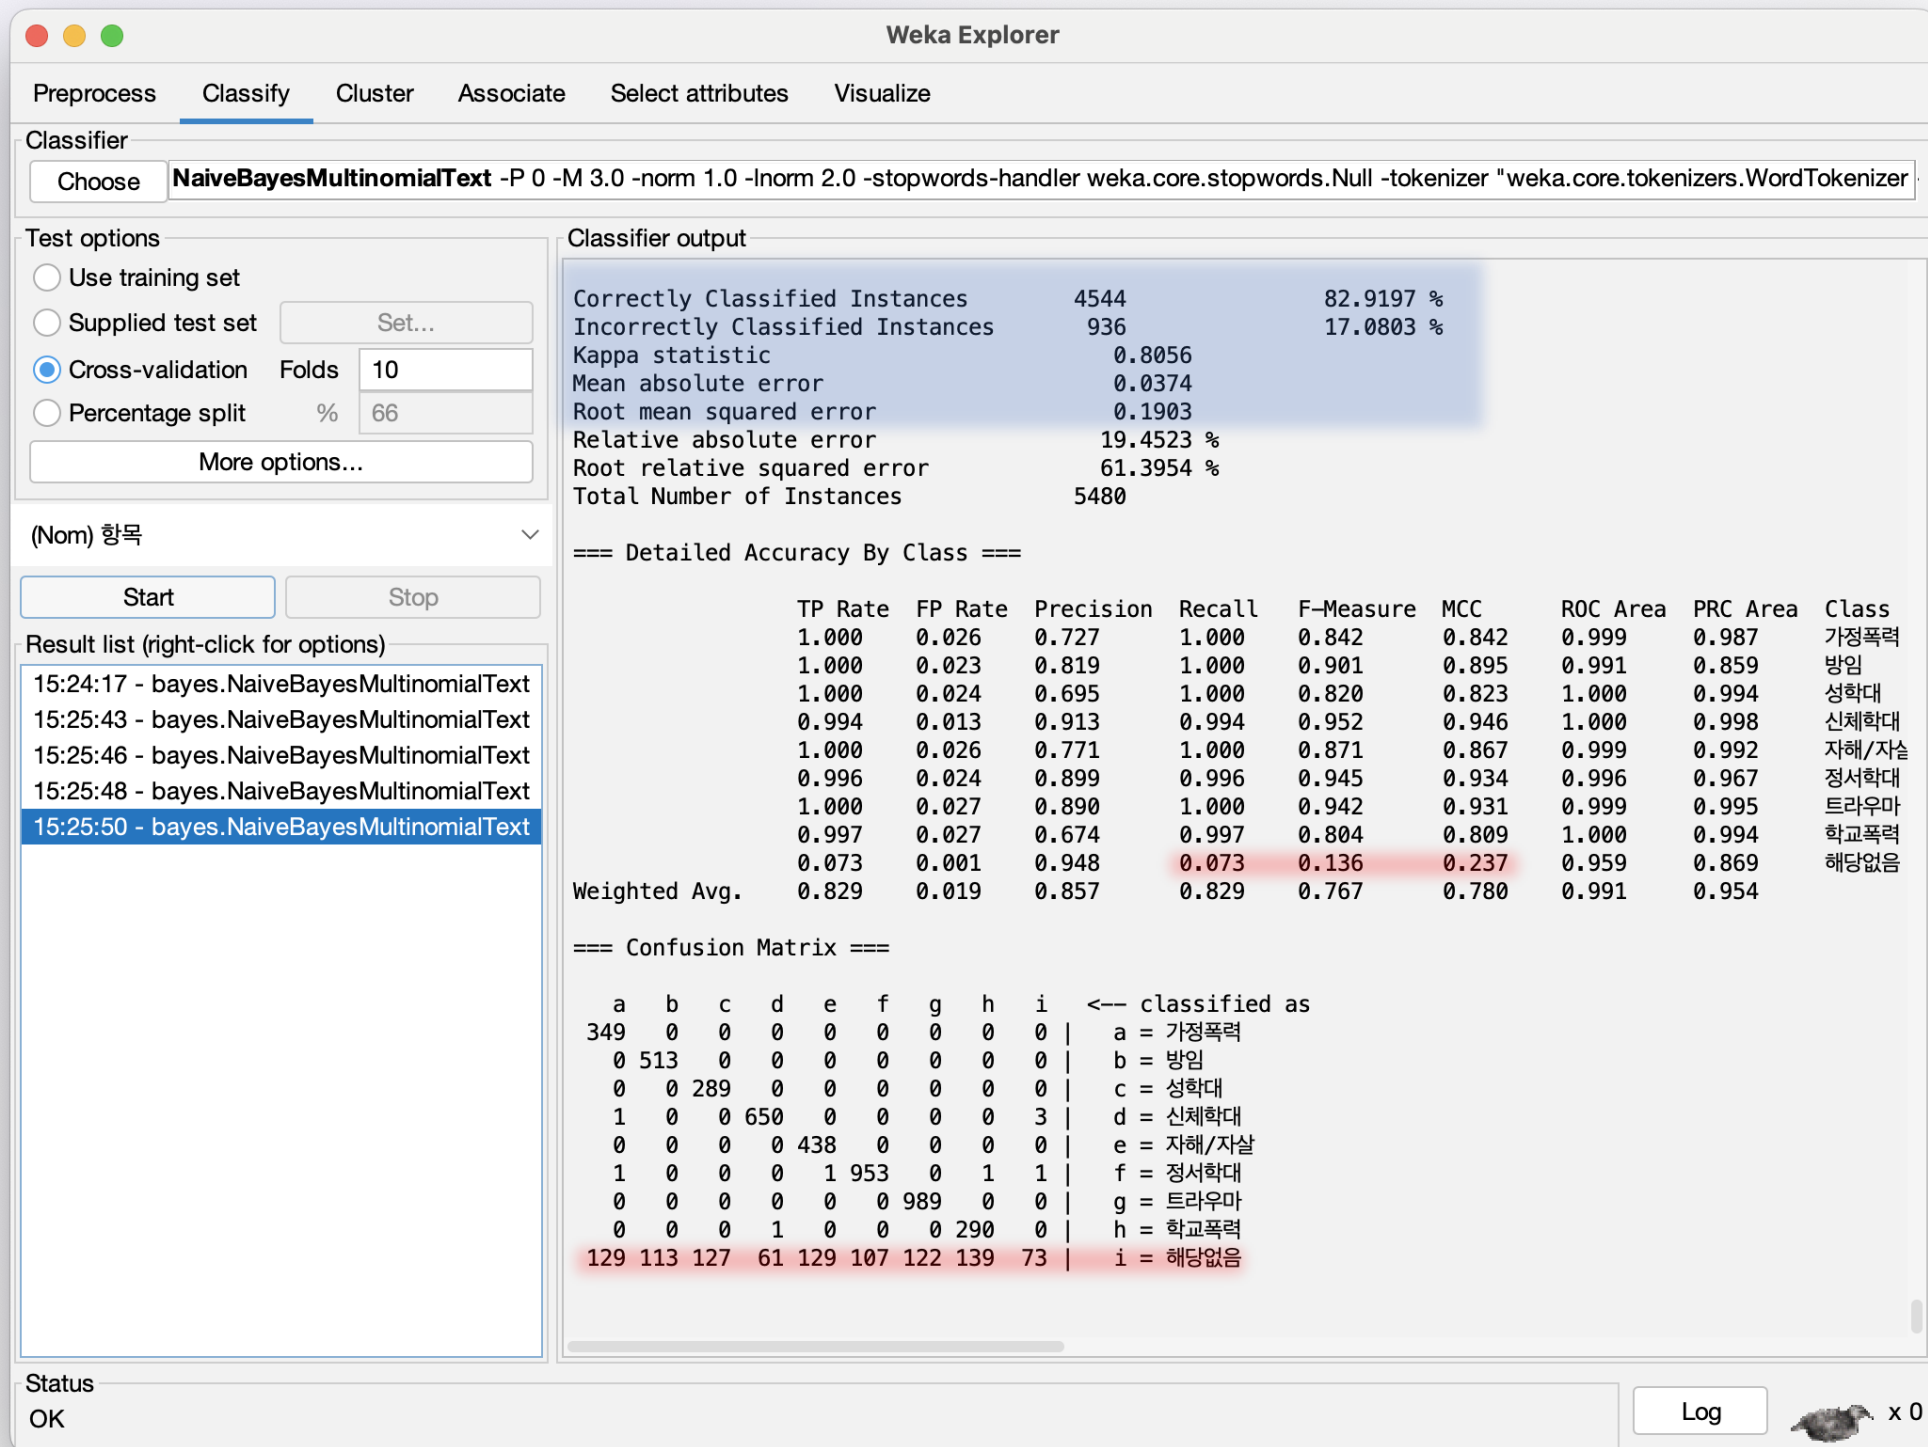 Weka Explorer
Preprocess Classify Cluster Associate Select attributes Visualize
Classifier
Choose NaiveBayesMultinomialText -P 0 -M 3.0 -norm 1.0 -lnorm 2.0 -stopwords-handler weka.core.stopwords.Null -tokenizer "weka.core.tokenizers.WordTokenizer -
Test options
Use training set
Supplied test set Set...
Cross-validation Folds 10
Percentage split % 66
More options...
(Nom) 항목
Start Stop
Result list (right-click for options)
15:24:17 - bayes.NaiveBayesMultinomialText
15:25:43 - bayes.NaiveBayesMultinomialText
15:25:46 - bayes.NaiveBayesMultinomialText
15:25:48 - bayes.NaiveBayesMultinomialText
15:25:50 - bayes.NaiveBayesMultinomialText
Classifier output
Correctly Classified Instances 4544 82.9197 %
Incorrectly Classified Instances 936 17.0803 %
Kappa statistic 0.8056
Mean absolute error 0.0374
Root mean squared error 0.1903
Relative absolute error 19.4523 %
Root relative squared error 61.3954 %
Total Number of Instances 5480
=== Detailed Accuracy By Class ===
TP Rate FP Rate Precision Recall F-Measure MCC ROC Area PRC Area Class
1.000 0.026 0.727 1.000 0.842 0.842 0.999 0.987 가정폭력
1.000 0.023 0.819 1.000 0.901 0.895 0.991 0.859 방임
1.000 0.024 0.695 1.000 0.820 0.823 1.000 0.994 성학대
0.994 0.013 0.913 0.994 0.952 0.946 1.000 0.998 신체학대
1.000 0.026 0.771 1.000 0.871 0.867 0.999 0.992 자해/자살
0.996 0.024 0.899 0.996 0.945 0.934 0.996 0.967 정서학대
1.000 0.027 0.890 1.000 0.942 0.931 0.999 0.995 트라우마
0.997 0.027 0.674 0.997 0.804 0.809 1.000 0.994 학교폭력
0.073 0.001 0.948 0.073 0.136 0.237 0.959 0.869 해당없음
Weighted Avg. 0.829 0.019 0.857 0.829 0.767 0.780 0.991 0.954
=== Confusion Matrix ===
a b c d e f g h i <-- classified as
349 0 0 0 0 0 0 0 0 | a = 가정폭력
0 513 0 0 0 0 0 0 0 | b = 방임
0 0 289 0 0 0 0 0 0 | c = 성학대
1 0 0 650 0 0 0 0 3 | d = 신체학대
0 0 0 0 438 0 0 0 0 | e = 자해/자살
1 0 0 0 1 953 0 1 1 | f = 정서학대
0 0 0 0 0 0 989 0 0 | g = 트라우마
0 0 0 1 0 0 0 290 0 | h = 학교폭력
129 113 127 61 129 107 122 139 73 | i = 해당없음
Status
OK
Log x 0